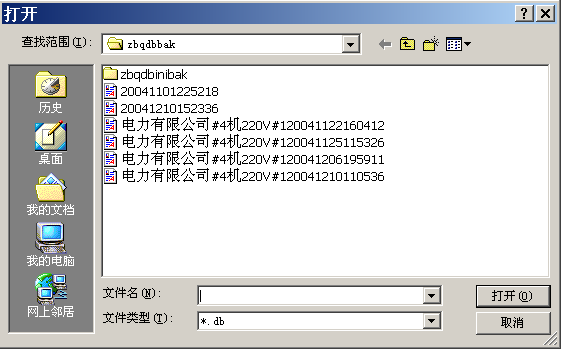 打开
查找范围(I):
zbqdbbak
历史
桌面
我的文档
我的电脑
网上邻居
zbqdbinibak
20041101225218
20041210152336
电力有限公司#4机220V#120041122160412
电力有限公司#4机220V#120041125115326
电力有限公司#4机220V#120041206195911
电力有限公司#4机220V#120041210110536
文件名(N):
打开(O)
文件类型(T):
*.db
取消